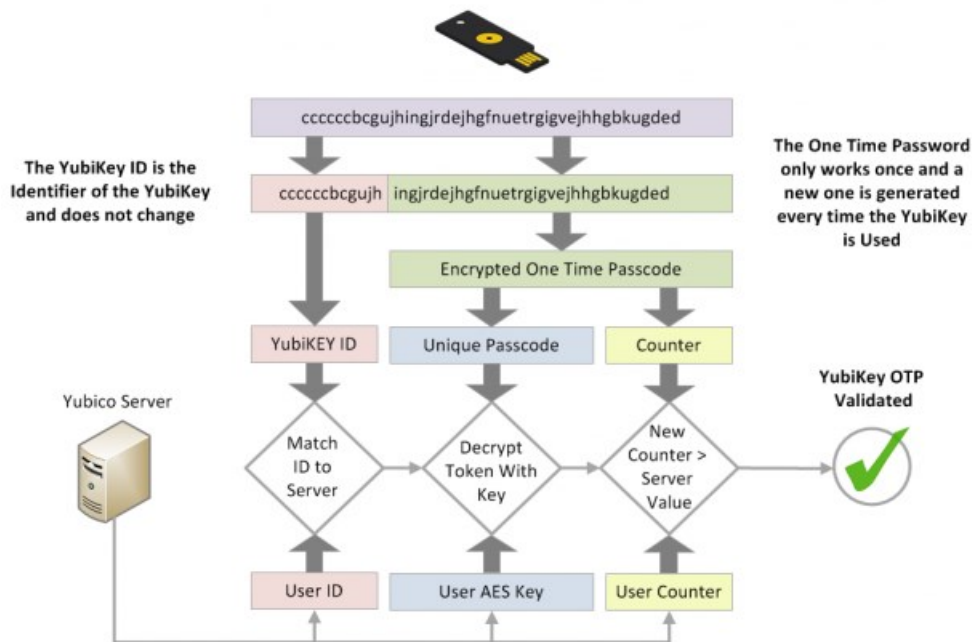 ccccccbcgujhingjrdejhgfnuetrgigvejhhgbkugded
The YubiKey ID is the
Identifier of the YubiKey
and does not change
The One Time Password
only works once and a
new one is generated
every time the YubiKey
is Used
ccccccbcgujh ingjrdejhgfnuetrgigvejhhgbkugded
Encrypted One Time Passcode
YubiKEY ID
Unique Passcode
Counter
Yubico Server
YubiKey OTP
Validated
Match
ID to
Server
Decrypt
Token With
Key
New
Counter >
Server
Value
User ID
User AES Key
User Counter